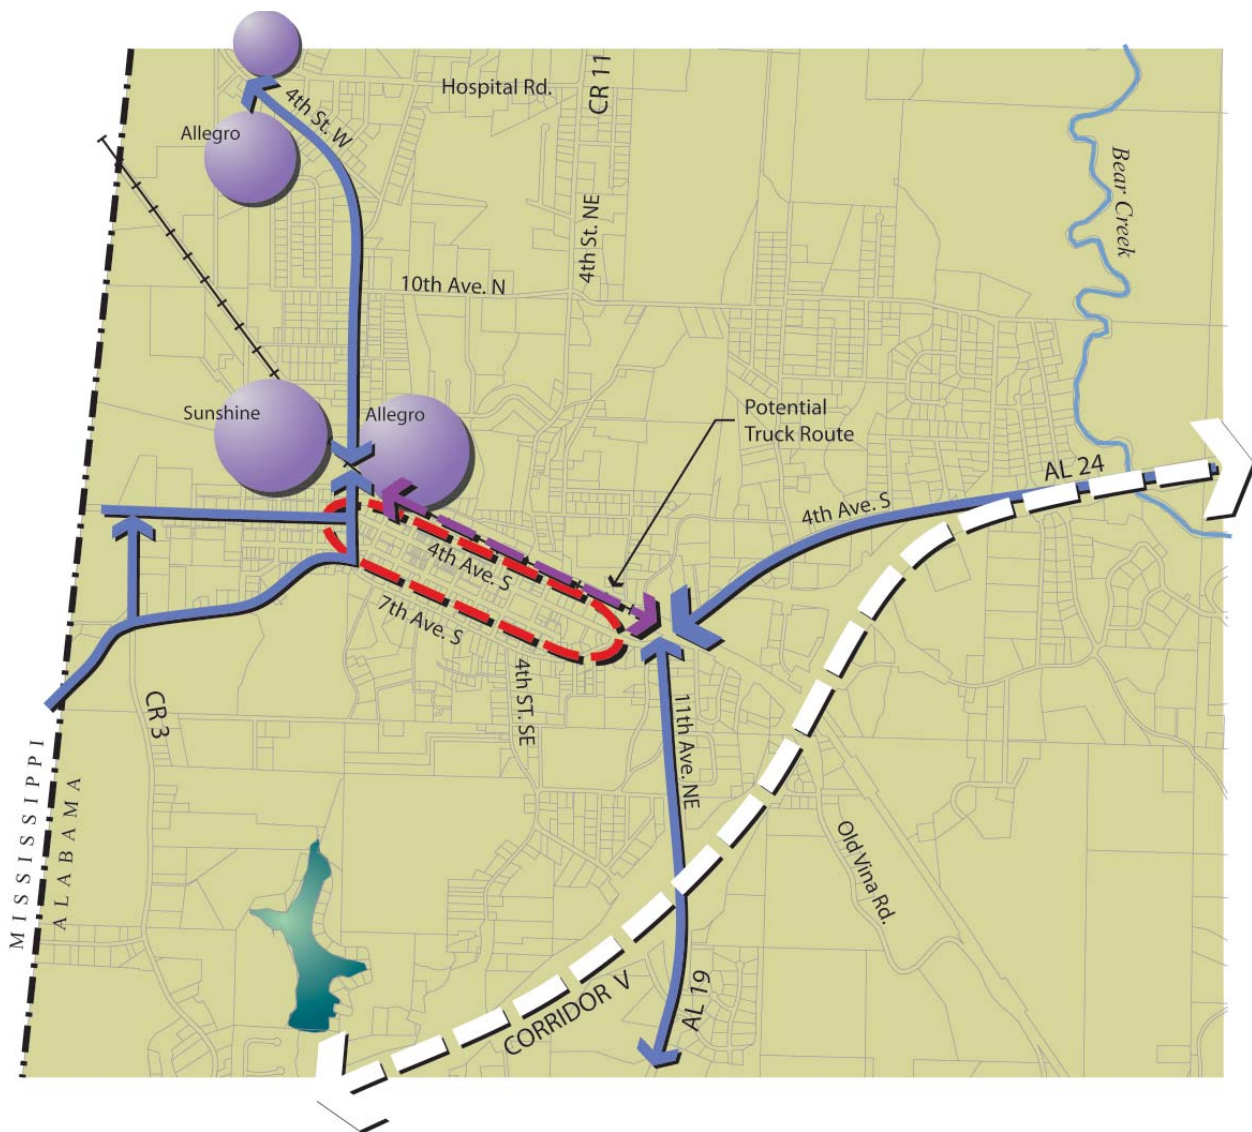 Hospital Rd.
CR 11
4th St. W
Allegro
Bear Creek
4th St. NE
10th Ave. N
Sunshine
Allegro
Potential
Truck Route
AL 24
4th Ave. S
4th Ave. S
7th Ave. S
4th ST. SE
11th Ave. NE
CR 3
MISSISSIPPI
ALABAMA
Old Vina Rd.
AL 19
CORRIDOR V